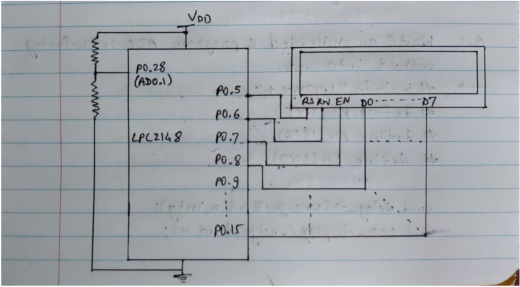 VDD
P0.28
(AD0.1)
LPC2148
P0.5
P0.6
P0.7
P0.8
P0.9
P0.15
RS RW EN D0 ------- D7